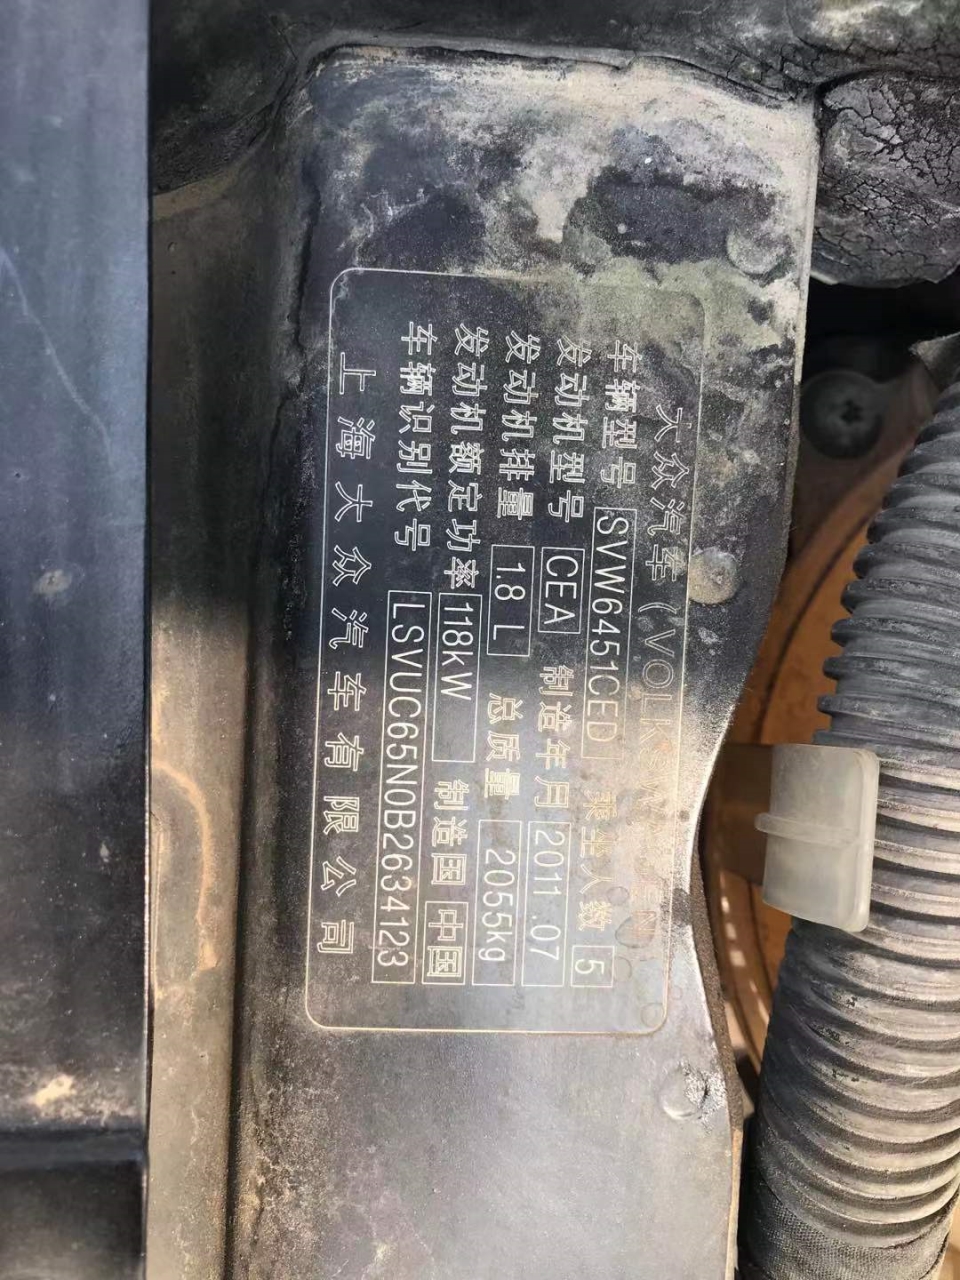 大众汽车(VOLKSWAGEN)
车辆型号 SVW6451CED 乘坐人数 5
发动机型号 CEA 制造年月 2011.07
发动机排量 1.8 L 总质量 2055kg
发动机额定功率 118kW 制造国 中国
车辆识别代号 LSVUC65N0B2634123
上海大众汽车有限公司